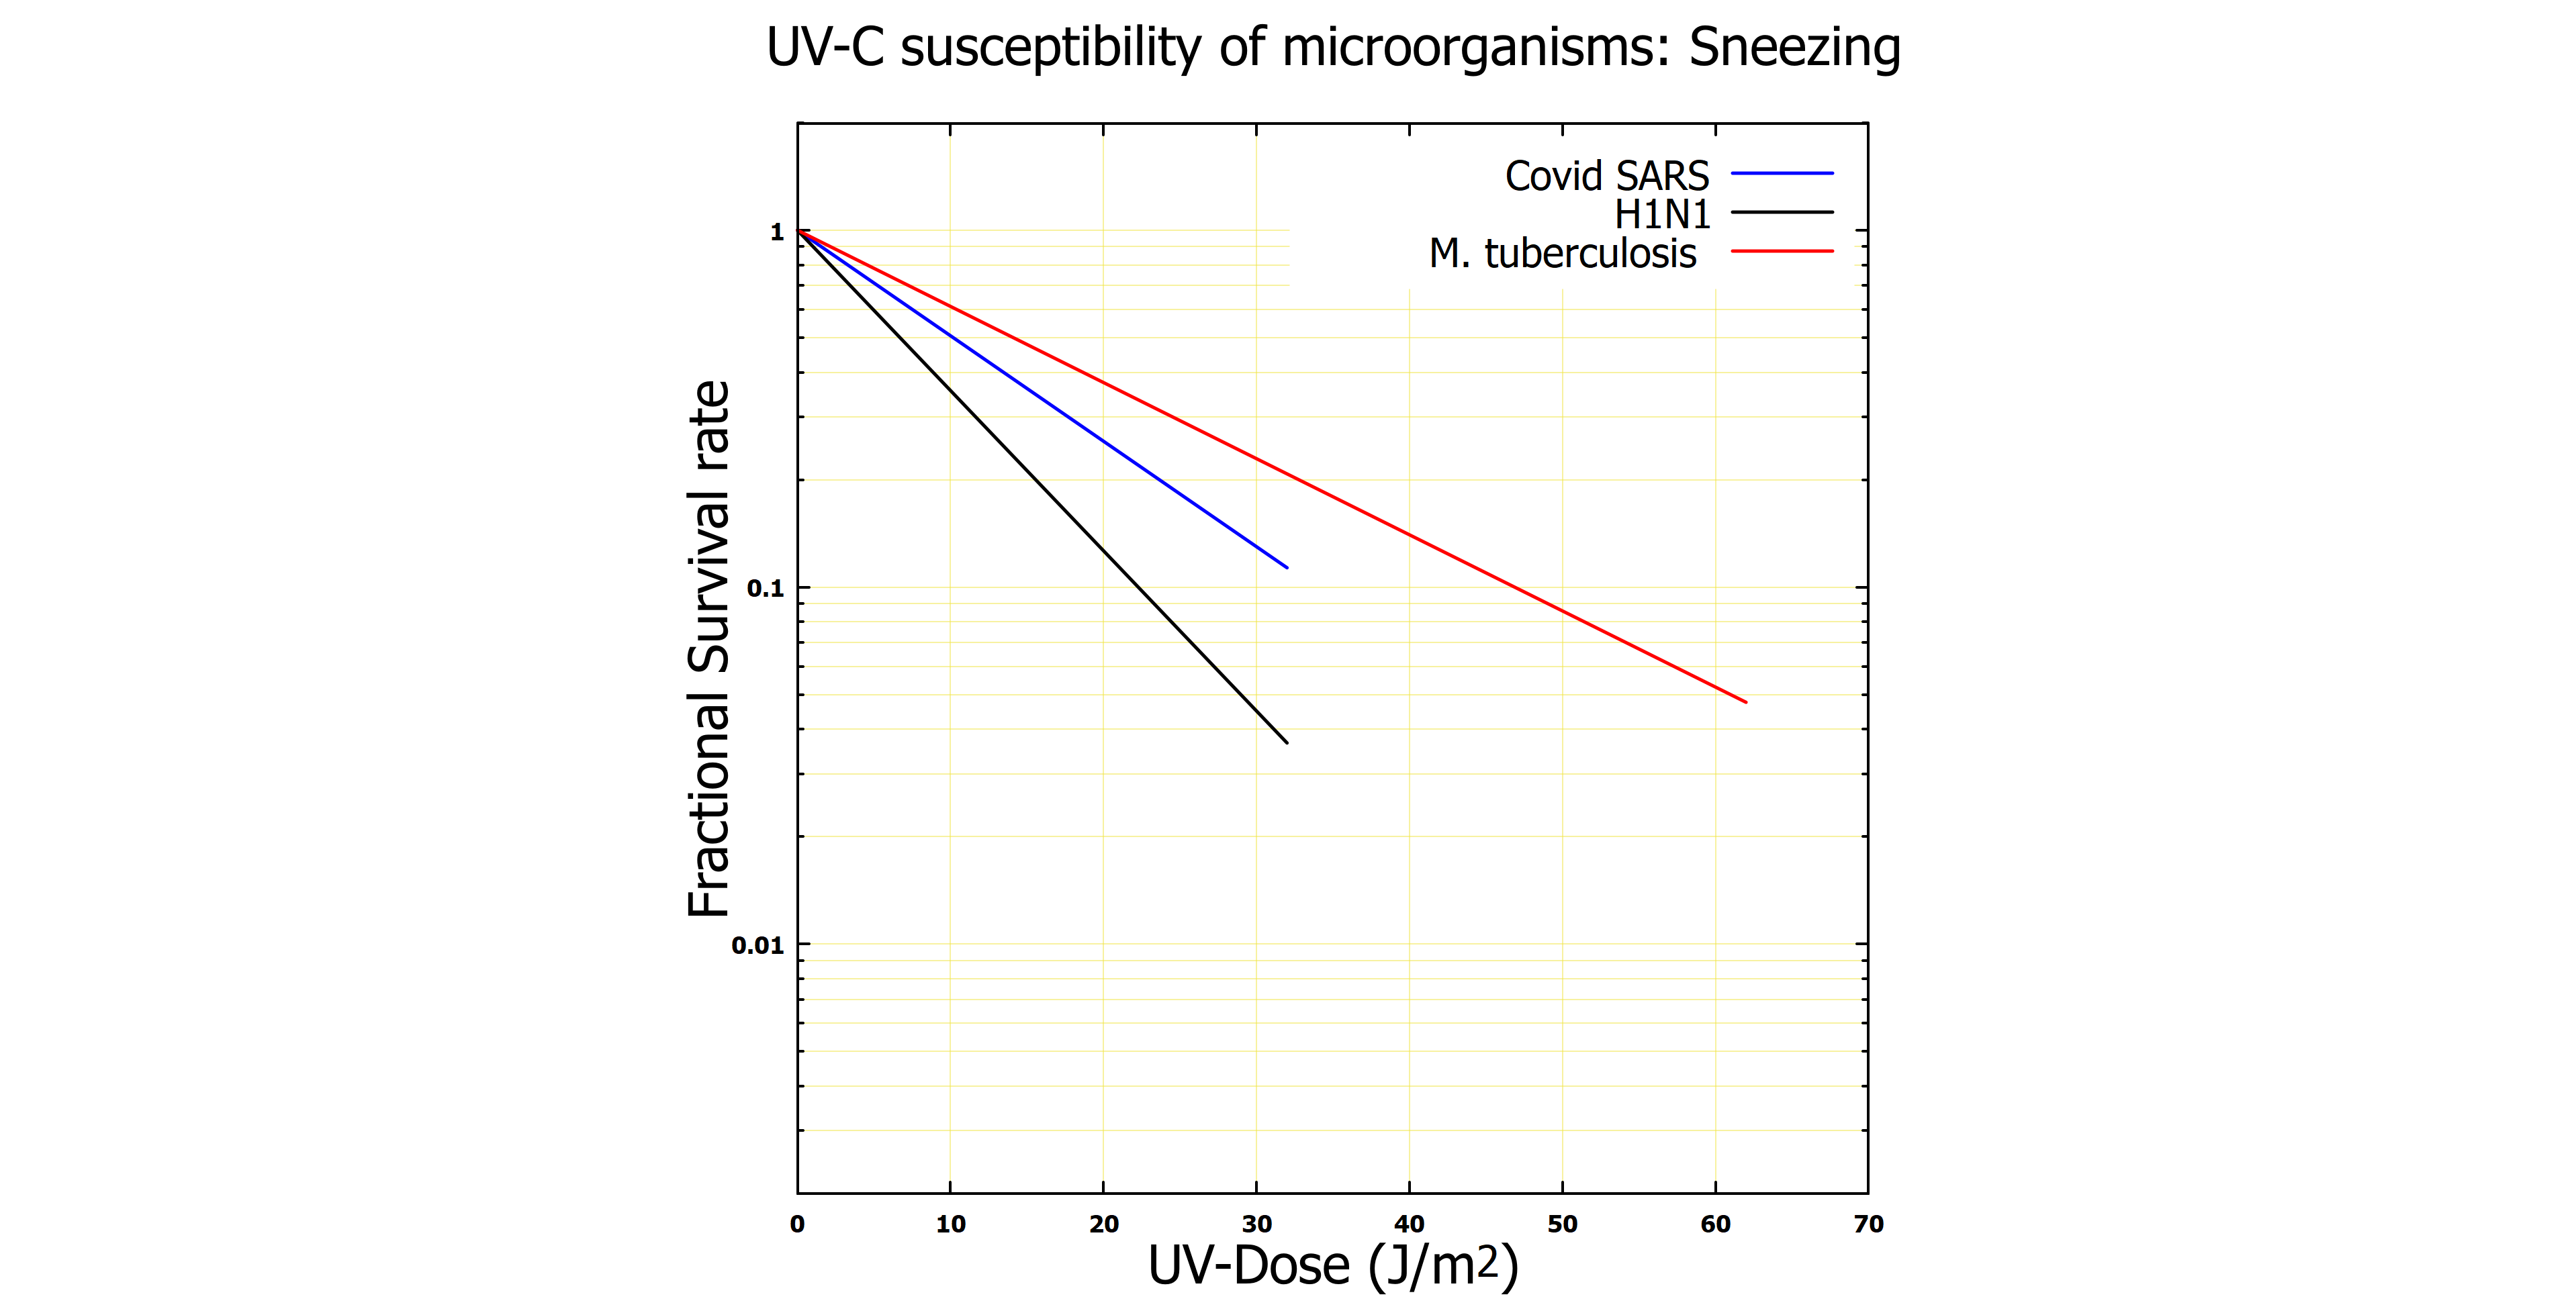 UV-C susceptibility of microorganisms: Sneezing
Covid SARS
H1N1
M. tuberculosis
Fractional Survival rate
1
0.1
0.01
0 10 20 30 40 50 60 70
UV-Dose (J/m2)